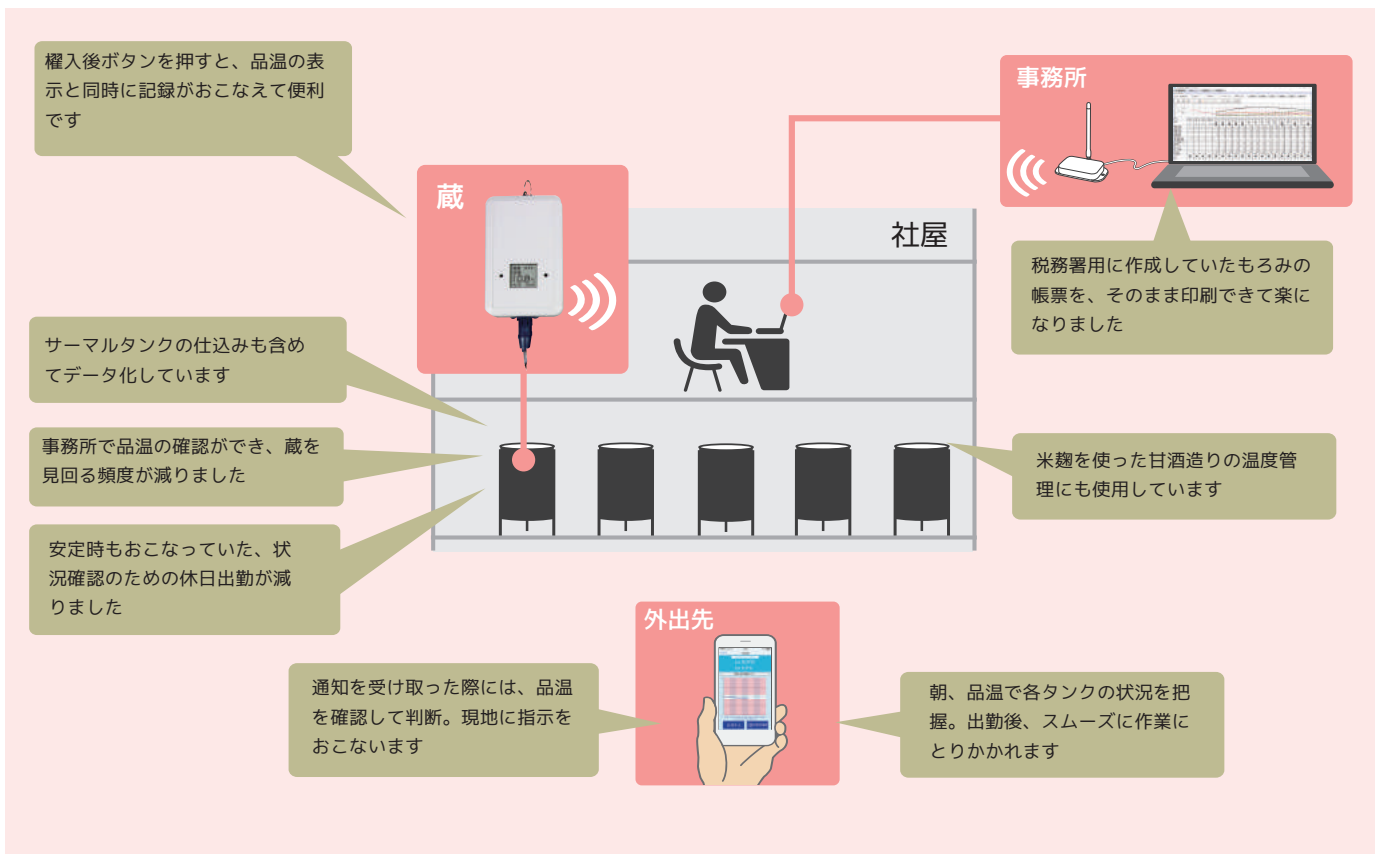 櫂入後ボタンを押すと、品温の表
示と同時に記録がおこなえて便利
です
事務所
蔵
社屋
税務署用に作成していたもろみの
帳票を、そのまま印刷できて楽に
なりました
サーマルタンクの仕込みも含め
てデータ化しています
事務所で品温の確認ができ、蔵を
見回る頻度が減りました
米麹を使った甘酒造りの温度管
理にも使用しています
安定時もおこなっていた、状
況確認のための休日出勤が減
りました
外出先
通知を受け取った際には、品温
を確認して判断。現地に指示を
おこないます
朝、品温で各タンクの状況を把
握。出勤後、スムーズに作業に
とりかかれます